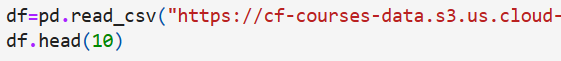 df=pd.read_csv("https://cf-courses-data.s3.us.cloud-
df.head(10)